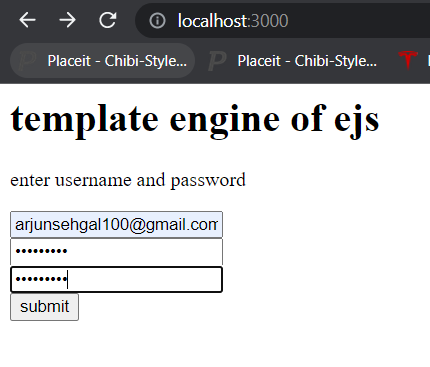 localhost:3000
Placeit - Chibi-Style... Placeit - Chibi-Style...
template engine of ejs
enter username and password
arjunsehgal100@gmail.com
•••••••••
•••••••••
submit